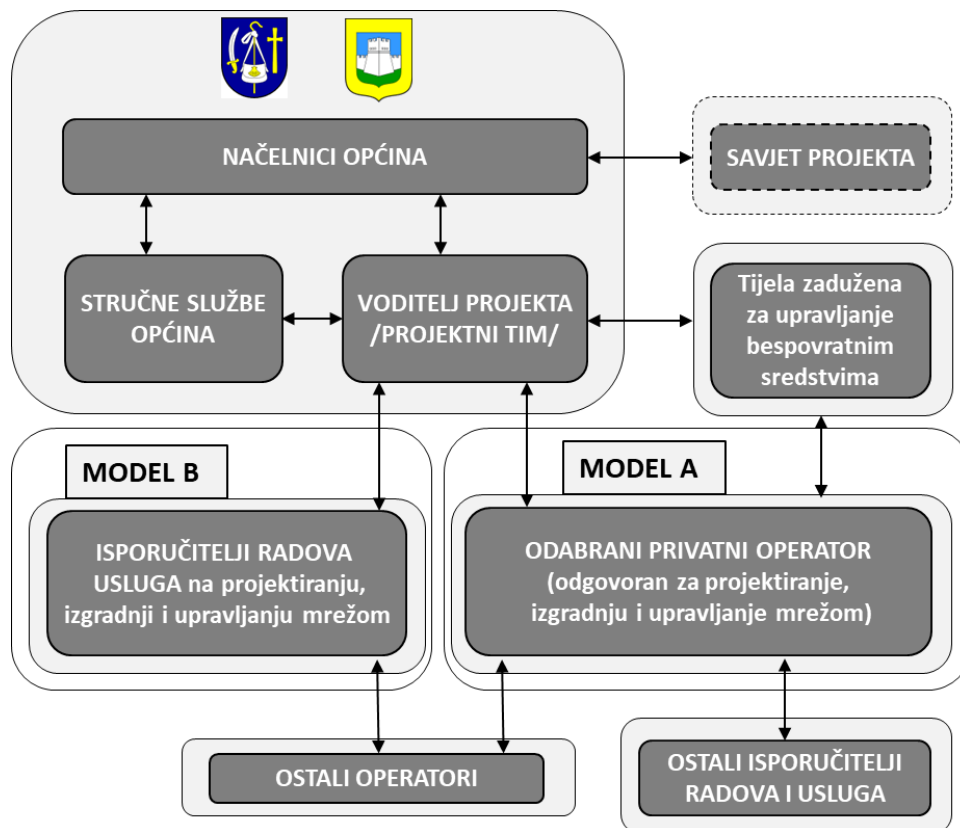 NAČELNICI OPĆINA
SAVJET PROJEKTA
STRUČNE SLUŽBE
OPĆINA
VODITELJ PROJEKTA
/PROJEKTNI TIM/
Tijela zadužena
za upravljanje
bespovratnim
sredstvima
MODEL B
ISPORUČITELJI RADOVA
USLUGA na projektiranju,
izgradnji i upravljanju mrežom
MODEL A
ODABRANI PRIVATNI OPERATOR
(odgovoran za projektiranje,
izgradnju i upravljanje mrežom)
OSTALI OPERATORI
OSTALI ISPORUČITELJI
RADOVA I USLUGA